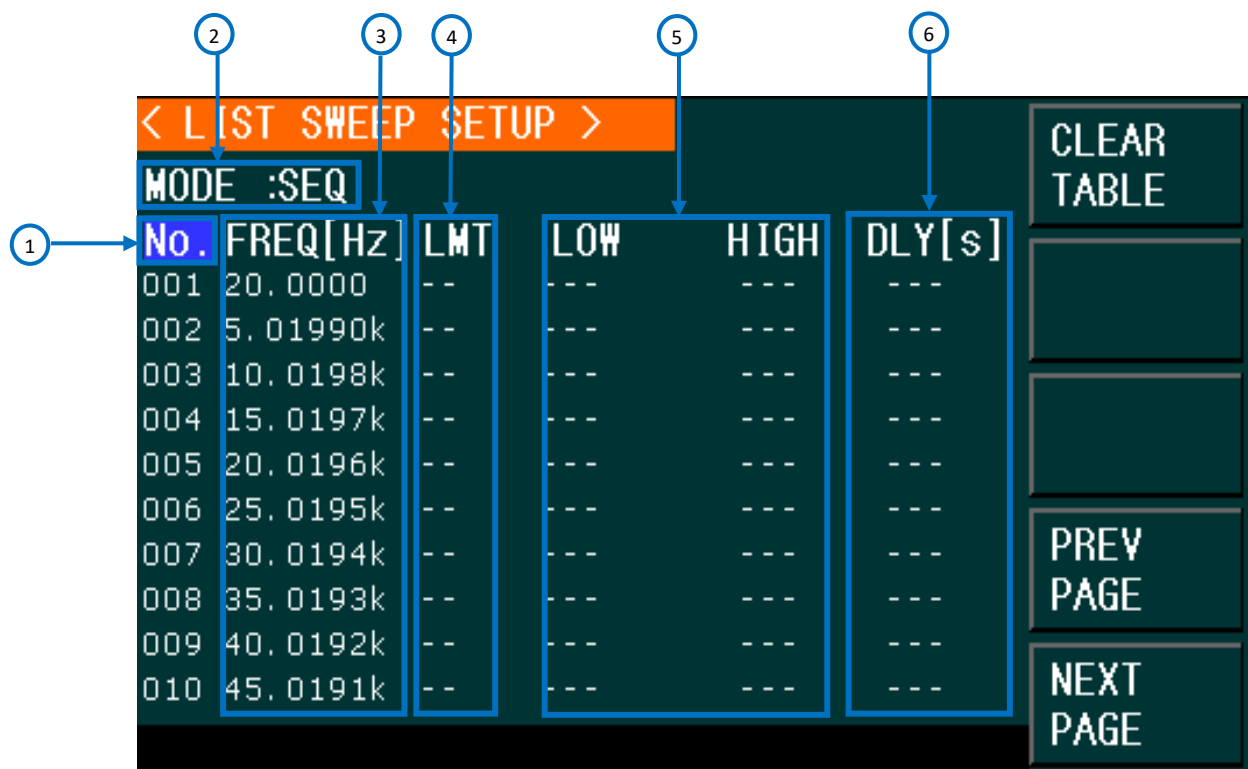 2 3 4 5 6
< LIST SWEEP SETUP >
MODE :SEQ
1
No. FREQ[Hz] LMT LOW HIGH DLY[s]
001 20.0000 -- --- --- ---
002 5.01990k -- --- --- ---
003 10.0198k -- --- --- ---
004 15.0197k -- --- --- ---
005 20.0196k -- --- --- ---
006 25.0195k -- --- --- ---
007 30.0194k -- --- --- ---
008 35.0193k -- --- --- ---
009 40.0192k -- --- --- ---
010 45.0191k -- --- --- ---
CLEAR
TABLE
PREV
PAGE
NEXT
PAGE